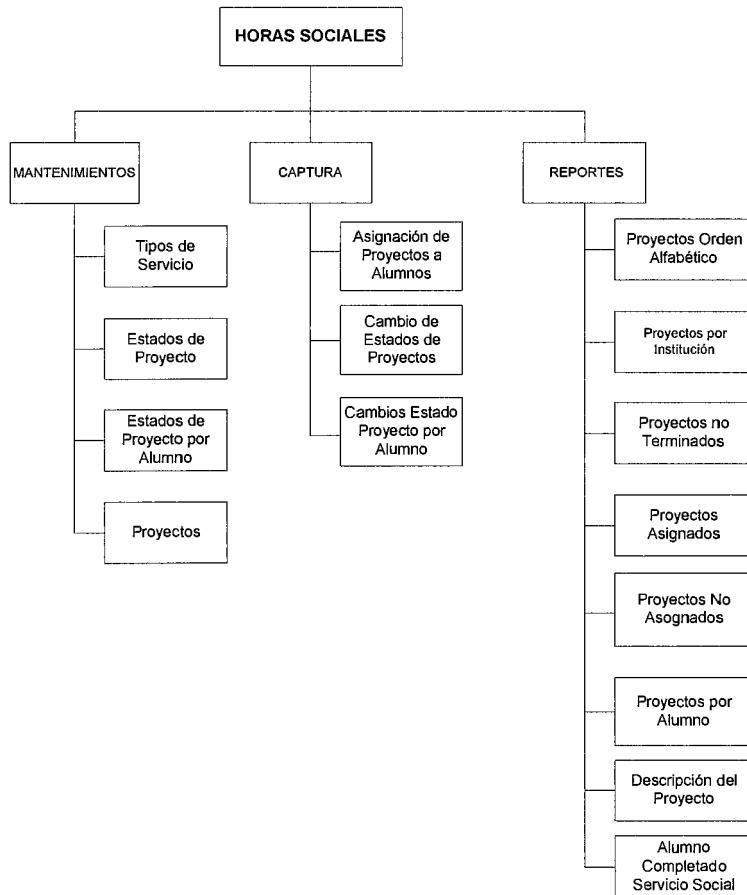 HORAS SOCIALES
MANTENIMIENTOS
Tipos de
Servicio
Estados de
Proyecto
Estados de
Proyecto por
Alumno
Proyectos
CAPTURA
Asignación de
Proyectos a
Alumnos
Cambio de
Estados de
Proyectos
Cambios Estado
Proyecto por
Alumno
REPORTES
Proyectos Orden
Alfabético
Proyectos por
Institución
Proyectos no
Terminados
Proyectos
Asignados
Proyectos No
Asognados
Proyectos por
Alumno
Descripción del
Proyecto
Alumno
Completado
Servicio Social